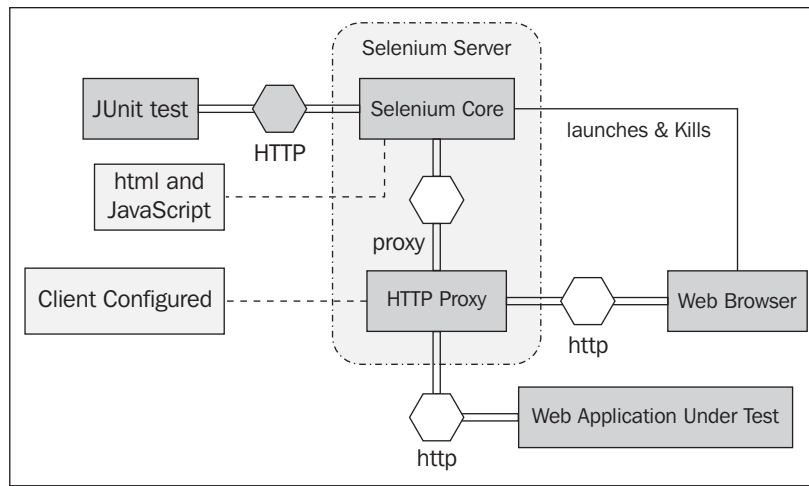 Selenium Server
JUnit test
HTTP
Selenium Core
launches & Kills
html and
JavaScript
proxy
Client Configured
HTTP Proxy
http
Web Browser
http
Web Application Under Test